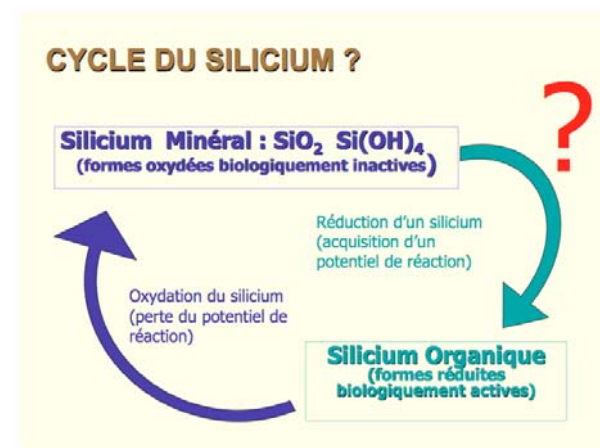 CYCLE DU SILICIUM ?
?
Silicium Minéral : SiO₂ Si(OH)₄
(formes oxydées biologiquement inactives)
Réduction d'un silicium
(acquisition d'un
potentiel de réaction)
Oxydation du silicium
(perte du potentiel de
réaction)
Silicium Organique
(formes réduites
biologiquement actives)